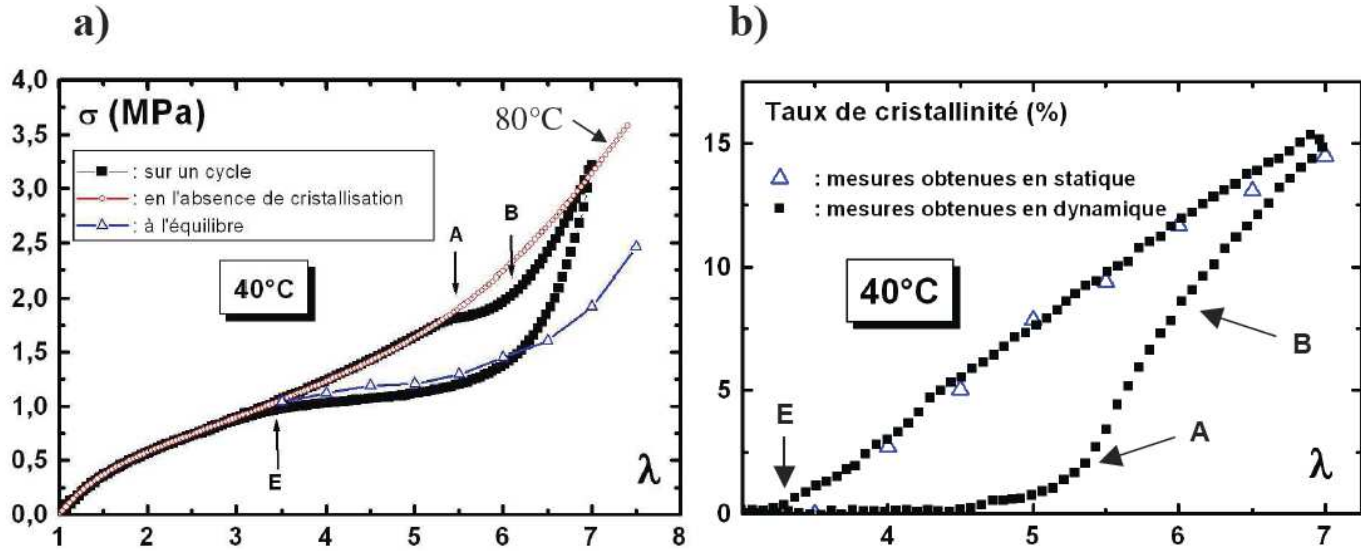 a)
4,0
3,5
3,0
2,5
2,0
1,5
1,0
0,5
0,0
σ (MPa)
80°C
: sur un cycle
: en l'absence de cristallisation
: à l'équilibre
40°C
A
B
E
λ
1 2 3 4 5 6 7 8
b)
15
10
5
0
Taux de cristallinité (%)
: mesures obtenues en statique
: mesures obtenues en dynamique
40°C
B
E
A
λ
4 5 6 7